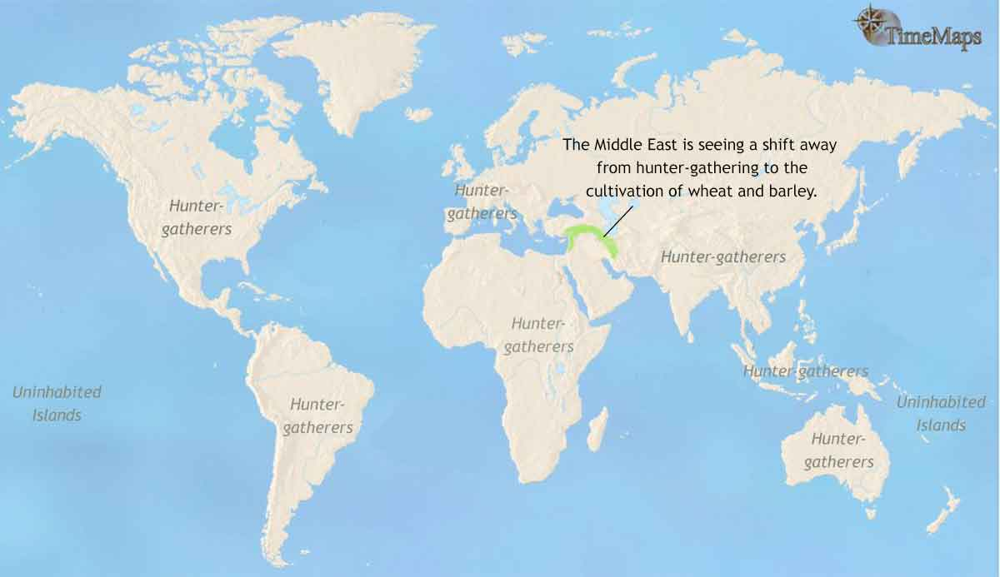 TimeMaps
The Middle East is seeing a shift away
from hunter-gathering to the
cultivation of wheat and barley.
Hunter-
gatherers
Hunter-
gatherers
Hunter-gatherers
Hunter-
gatherers
Hunter-gatherers
Uninhabited
Islands
Hunter-
gatherers
Uninhabited
Islands
Hunter-
gatherers